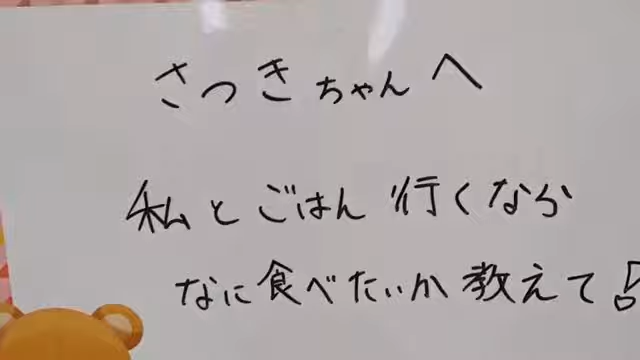 さつきちゃんへ
私とごはん行くなら
なに食べたいか教えて!